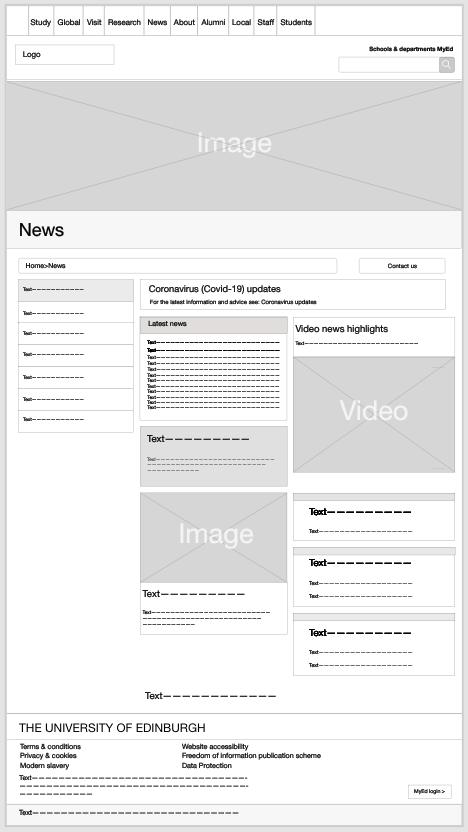 Study Global Visit Research News About Alumni Local Staff Students
Logo
Schools & departments MyEd
Image
News
Home>News
Contact us
Text———————————
Text———————————
Text———————————
Text———————————
Text———————————
Text———————————
Text———————————
Coronavirus (Covid-19) updates
For the latest information and advice see: Coronavirus updates
Latest news
Text—————————————————————
Text—————————————————————
Text—————————————————————
Text—————————————————————
Text—————————————————————
Text—————————————————————
Text—————————————————————
Text—————————————————————
Text—————————————————————
Text—————————————————————
Text—————————————————————
Text—————————
Text————————————————————
Image
Text—————————
Text————————————————————
Video news highlights
Text————————————————————
Video
Text—————————
Text———————————————
Text—————————
Text———————————————
Text———————————————
Text—————————
Text———————————————
Text———————————————
Text————————————
THE UNIVERSITY OF EDINBURGH
Terms & conditions
Privacy & cookies
Modern slavery
Website accessibility
Freedom of information publication scheme
Data Protection
Text——————————————————————
MyEd login >
Text——————————————————————